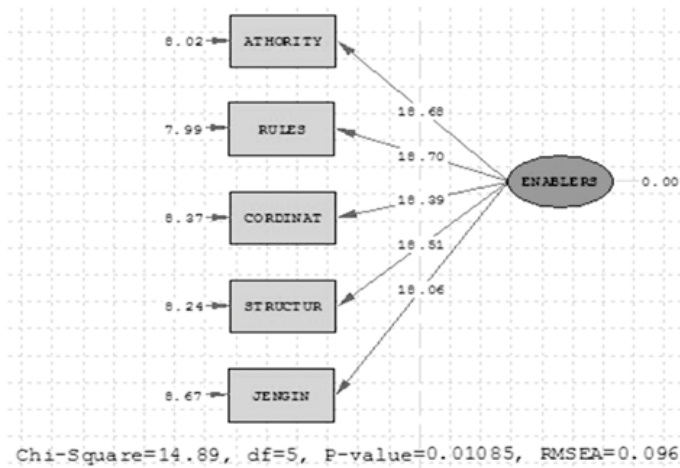 8.02 ATHORITY
18.68
7.99 RULES
18.70
ENABLERS 0.00
18.39
8.37 CORDINAT
18.51
8.24 STRUCTUR
18.06
8.67 JENGIN
Chi-Square=14.89, df=5, P-value=0.01085, RMSEA=0.096